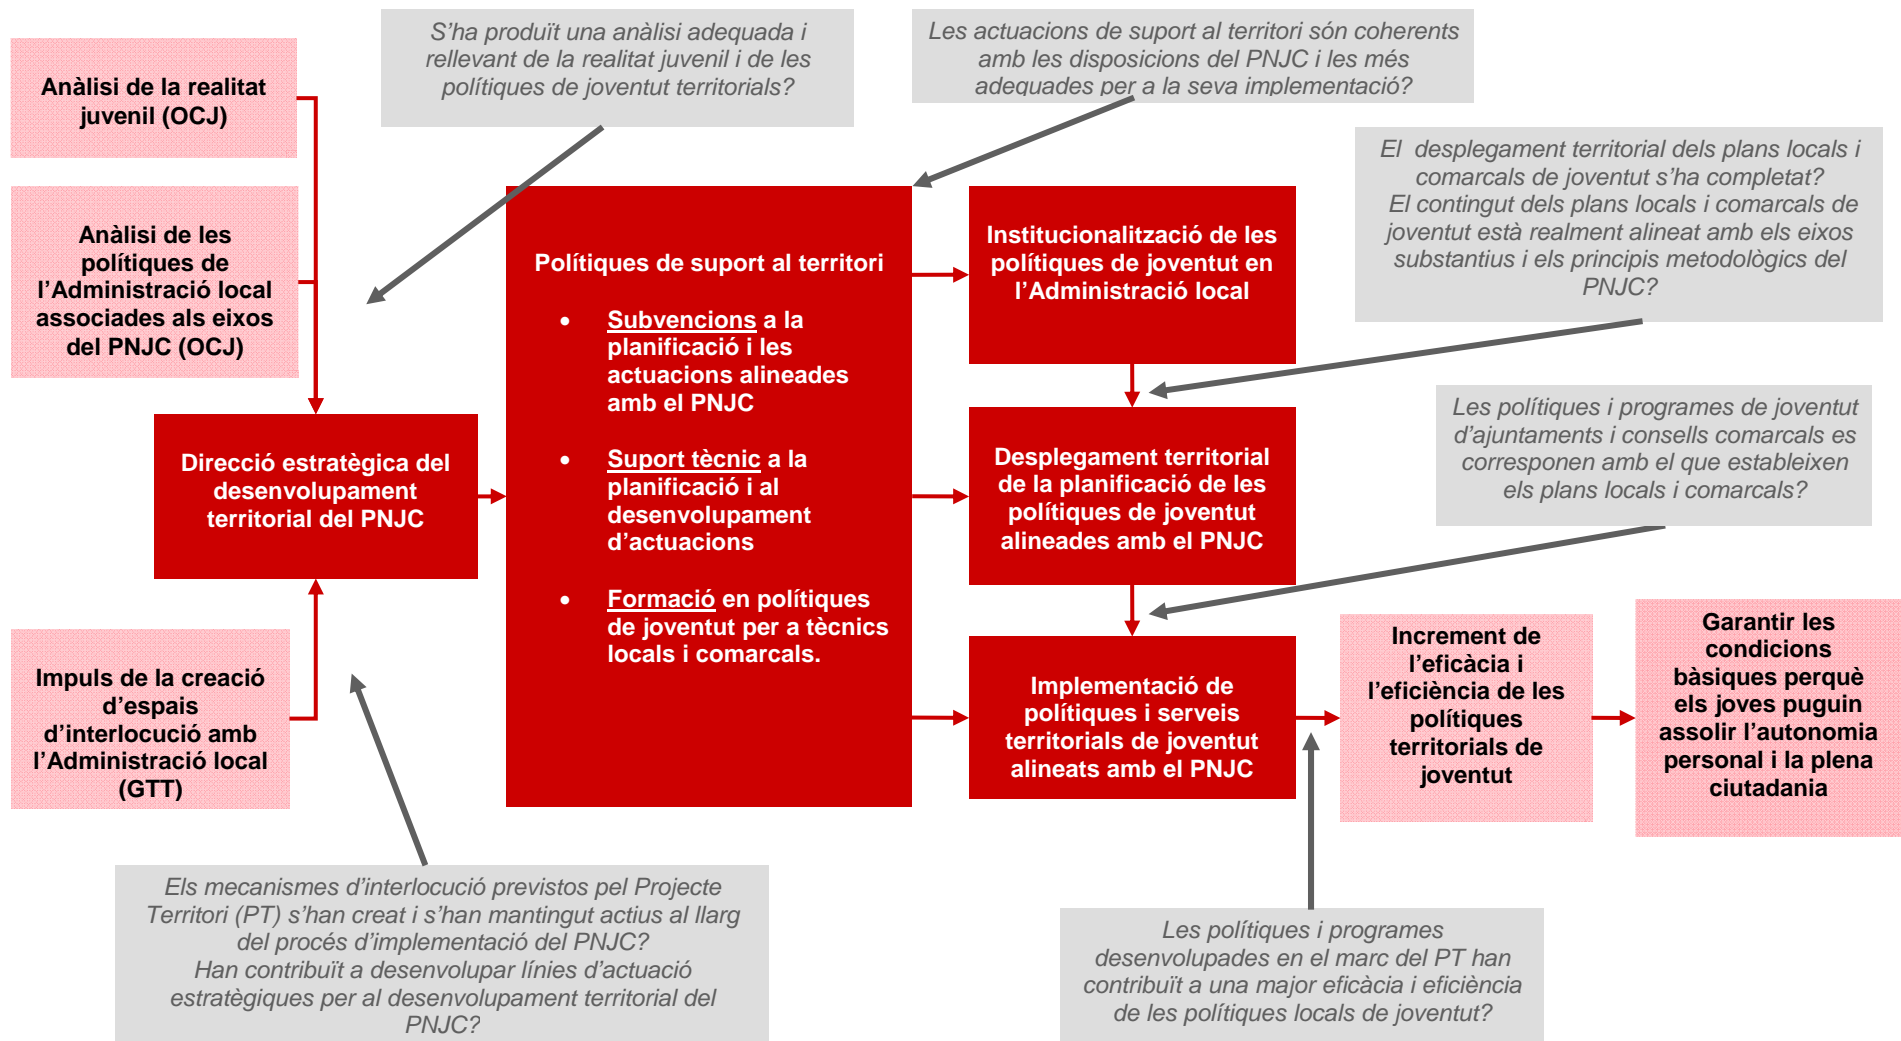 S’ha produït una anàlisi adequada i
rellevant de la realitat juvenil i de les
polítiques de joventut territorials?
Les actuacions de suport al territori són coherents
amb les disposicions del PNJC i les més
adequades per a la seva implementació?
Anàlisi de la realitat
juvenil (OCJ)
El desplegament territorial dels plans locals i
comarcals de joventut s’ha completat?
El contingut dels plans locals i comarcals de
joventut està realment alineat amb els eixos
substantius i els principis metodològics del
PNJC?
Anàlisi de les
polítiques de
l’Administració local
associades als eixos
del PNJC (OCJ)
Direcció estratègica del
desenvolupament
territorial del PNJC
Impuls de la creació
d’espais
d’interlocució amb
l’Administració local
(GTT)
Polítiques de suport al territori
• Subvencions a la
planificació i les
actuacions alineades
amb el PNJC
• Suport tècnic a la
planificació i al
desenvolupament
d’actuacions
• Formació en polítiques
de joventut per a tècnics
locals i comarcals.
Institucionalització de les
polítiques de joventut en
l’Administració local
Desplegament territorial
de la planificació de les
polítiques de joventut
alineades amb el PNJC
Implementació de
polítiques i serveis
territorials de joventut
alineats amb el PNJC
Les polítiques i programes de joventut
d’ajuntaments i consells comarcals es
corresponen amb el que estableixen
els plans locals i comarcals?
Increment de
l’eficàcia i
l’eficiència de les
polítiques
territorials de
joventut
Garantir les
condicions
bàsiques perquè
els joves puguin
assolir l’autonomia
personal i la plena
ciutadania
Els mecanismes d’interlocució previstos pel Projecte
Territori (PT) s’han creat i s’han mantingut actius al llarg
del procés d’implementació del PNJC?
Han contribuït a desenvolupar línies d’actuació
estratègiques per al desenvolupament territorial del
PNJC?
Les polítiques i programes
desenvolupades en el marc del PT han
contribuït a una major eficàcia i eficiència
de les polítiques locals de joventut?